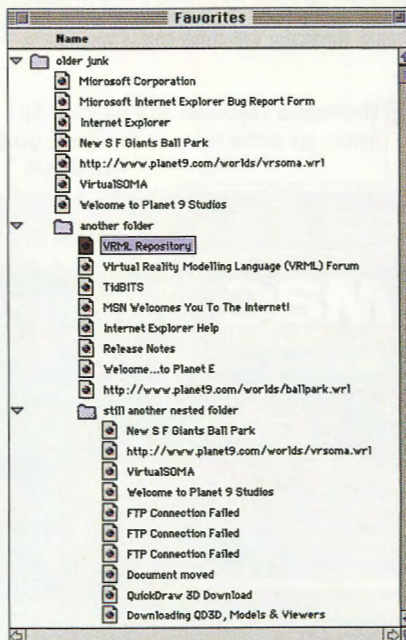 Favorites
Name
older junk
Microsoft Corporation
Microsoft Internet Explorer Bug Report Form
Internet Explorer
New S F Giants Ball Park
http://www.planet9.com/worlds/vrsoma.wrl
VirtualSOMA
Welcome to Planet 9 Studios
another folder
VRML Repository
Virtual Reality Modelling Language (VRML) Forum
TidBITS
MSN Welcomes You To The Internet!
Internet Explorer Help
Release Notes
Welcome...to Planet E
http://www.planet9.com/worlds/ballpark.wrl
still another nested folder
New S F Giants Ball Park
http://www.planet9.com/worlds/vrsoma.wrl
VirtualSOMA
Welcome to Planet 9 Studios
FTP Connection Failed
FTP Connection Failed
FTP Connection Failed
Document moved
QuickDraw 3D Download
Downloading QD3D, Models & Viewers